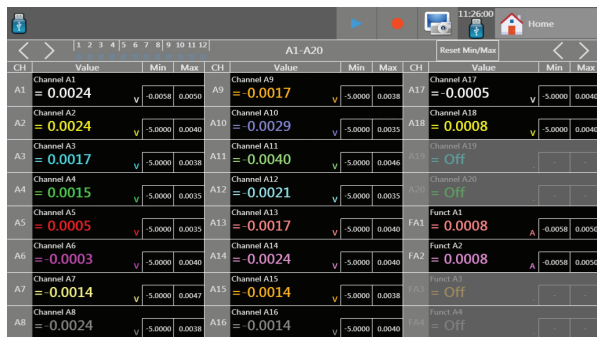 11:26:00
Home
1 2 3 4 5 6 7 8 9 10 11 12
A1-A20
Reset Min/Max
CH Value Min Max CH Value Min Max CH Value Min Max
Channel A1
A1 = 0.0024 V -0.0058 0.0050
Channel A9
A9 =-0.0017 V -5.0000 0.0038
Channel A17
A17 =-0.0005 V -5.0000 0.0040
Channel A2
A2 = 0.0024 V -5.0000 0.0040
Channel A10
A10 =-0.0029 V -5.0000 0.0035
Channel A18
A18 = 0.0008 V -5.0000 0.0040
Channel A3
A3 = 0.0017 V -5.0000 0.0038
Channel A11
A11 =-0.0040 V -5.0000 0.0046
Channel A19
A19 = Off - -
Channel A4
A4 = 0.0015 V -5.0000 0.0035
Channel A12
A12 =-0.0021 V -5.0000 0.0035
Channel A20
A20 = Off - -
Channel A5
A5 = 0.0005 V -5.0000 0.0035
Channel A13
A13 =-0.0017 V -5.0000 0.0040
Funct A1
FA1 = 0.0008 A -0.0058 0.0050
Channel A6
A6 =-0.0003 V -5.0000 0.0040
Channel A14
A14 =-0.0024 V -5.0000 0.0040
Funct A2
FA2 = 0.0008 A -0.0058 0.0050
Channel A7
A7 =-0.0014 V -5.0000 0.0047
Channel A15
A15 =-0.0014 V -5.0000 0.0038
Funct A3
FA3 = Off - -
Channel A8
A8 =-0.0024 V -5.0000 0.0038
Channel A16
A16 =-0.0014 V -5.0000 0.0040
Funct A4
FA4 = Off - -